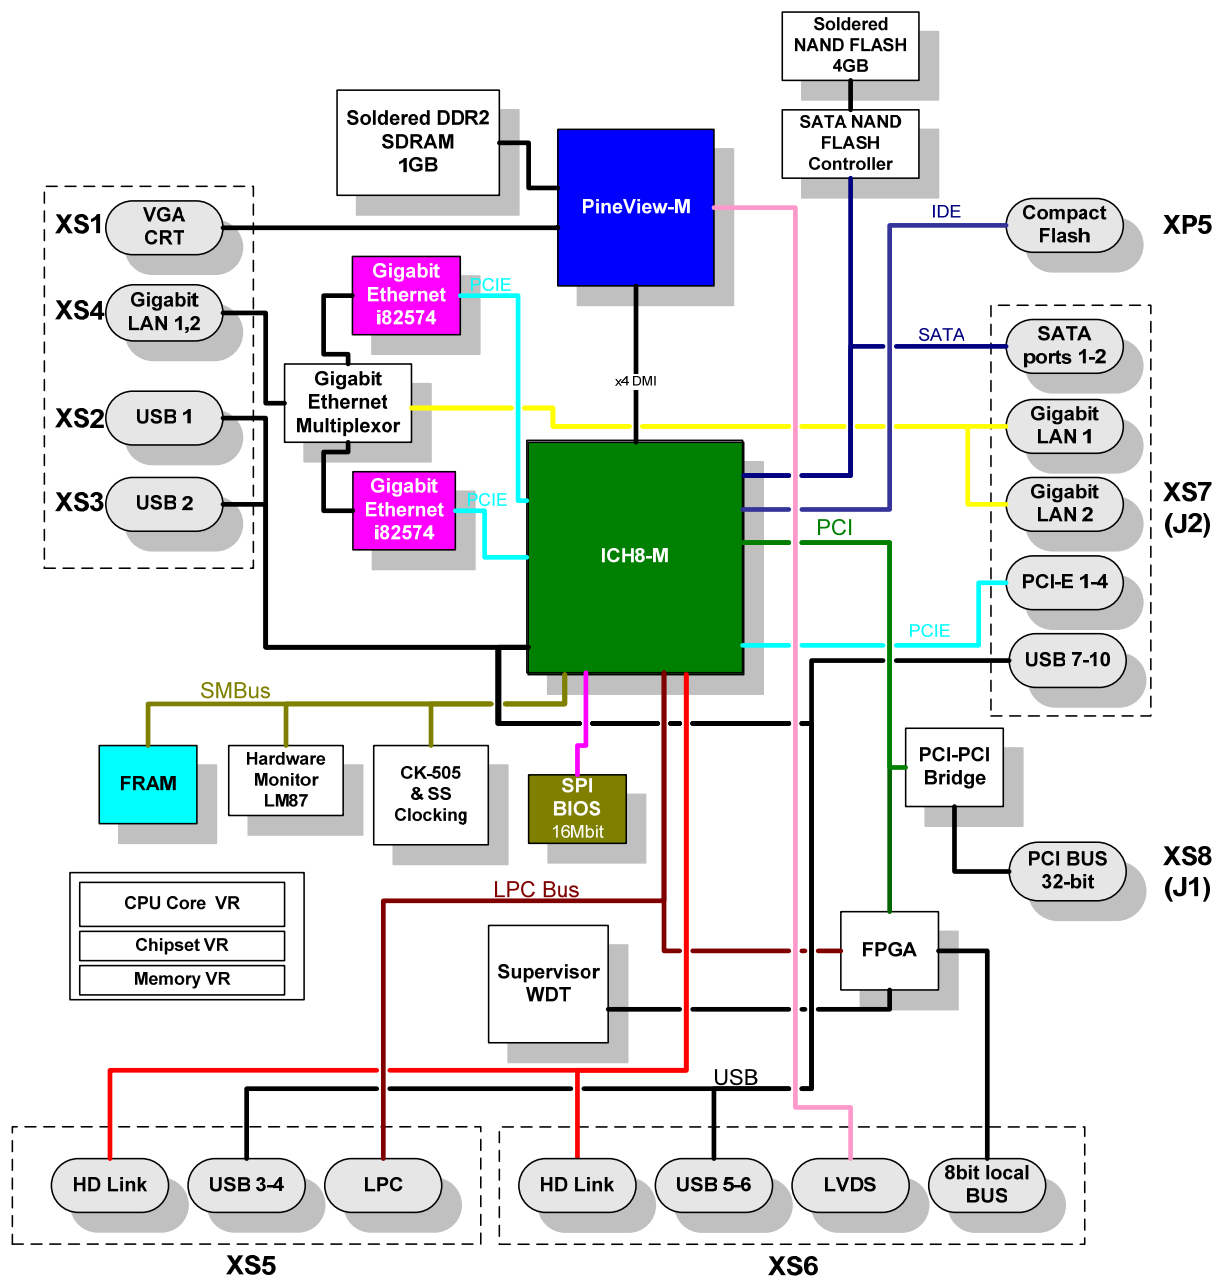 Soldered
NAND FLASH
4GB
Soldered DDR2
SDRAM
1GB
SATA NAND
FLASH
Controller
PineView-M
XS1
VGA
CRT
IDE
Compact
Flash
XP5
Gigabit
Ethernet
i82574
PCIE
XS4
Gigabit
LAN 1,2
SATA
SATA
ports 1-2
x4 DMI
Gigabit
Ethernet
Multiplexor
XS2
USB 1
Gigabit
LAN 1
XS3
USB 2
Gigabit
Ethernet
i82574
PCIE
Gigabit
LAN 2
XS7
(J2)
PCI
ICH8-M
PCI-E 1-4
PCIE
USB 7-10
SMBus
FRAM
Hardware
Monitor
LM87
CK-505
& SS
Clocking
SPI
BIOS
16Mbit
PCI-PCI
Bridge
PCI BUS
32-bit
XS8
(J1)
CPU Core VR
Chipset VR
Memory VR
LPC Bus
Supervisor
WDT
FPGA
USB
HD Link
USB 3-4
LPC
HD Link
USB 5-6
LVDS
8bit local
BUS
XS5
XS6